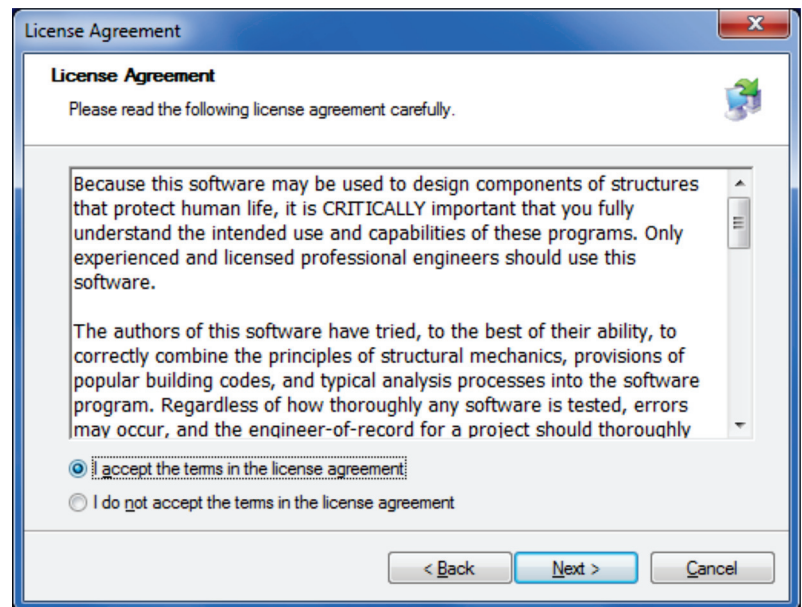 License Agreement
License Agreement
Please read the following license agreement carefully.
Because this software may be used to design components of structures
that protect human life, it is CRITICALLY important that you fully
understand the intended use and capabilities of these programs. Only
experienced and licensed professional engineers should use this
software.
The authors of this software have tried, to the best of their ability, to
correctly combine the principles of structural mechanics, provisions of
popular building codes, and typical analysis processes into the software
program. Regardless of how thoroughly any software is tested, errors
may occur, and the engineer-of-record for a project should thoroughly
I accept the terms in the license agreement
I do not accept the terms in the license agreement
< Back Next > Cancel